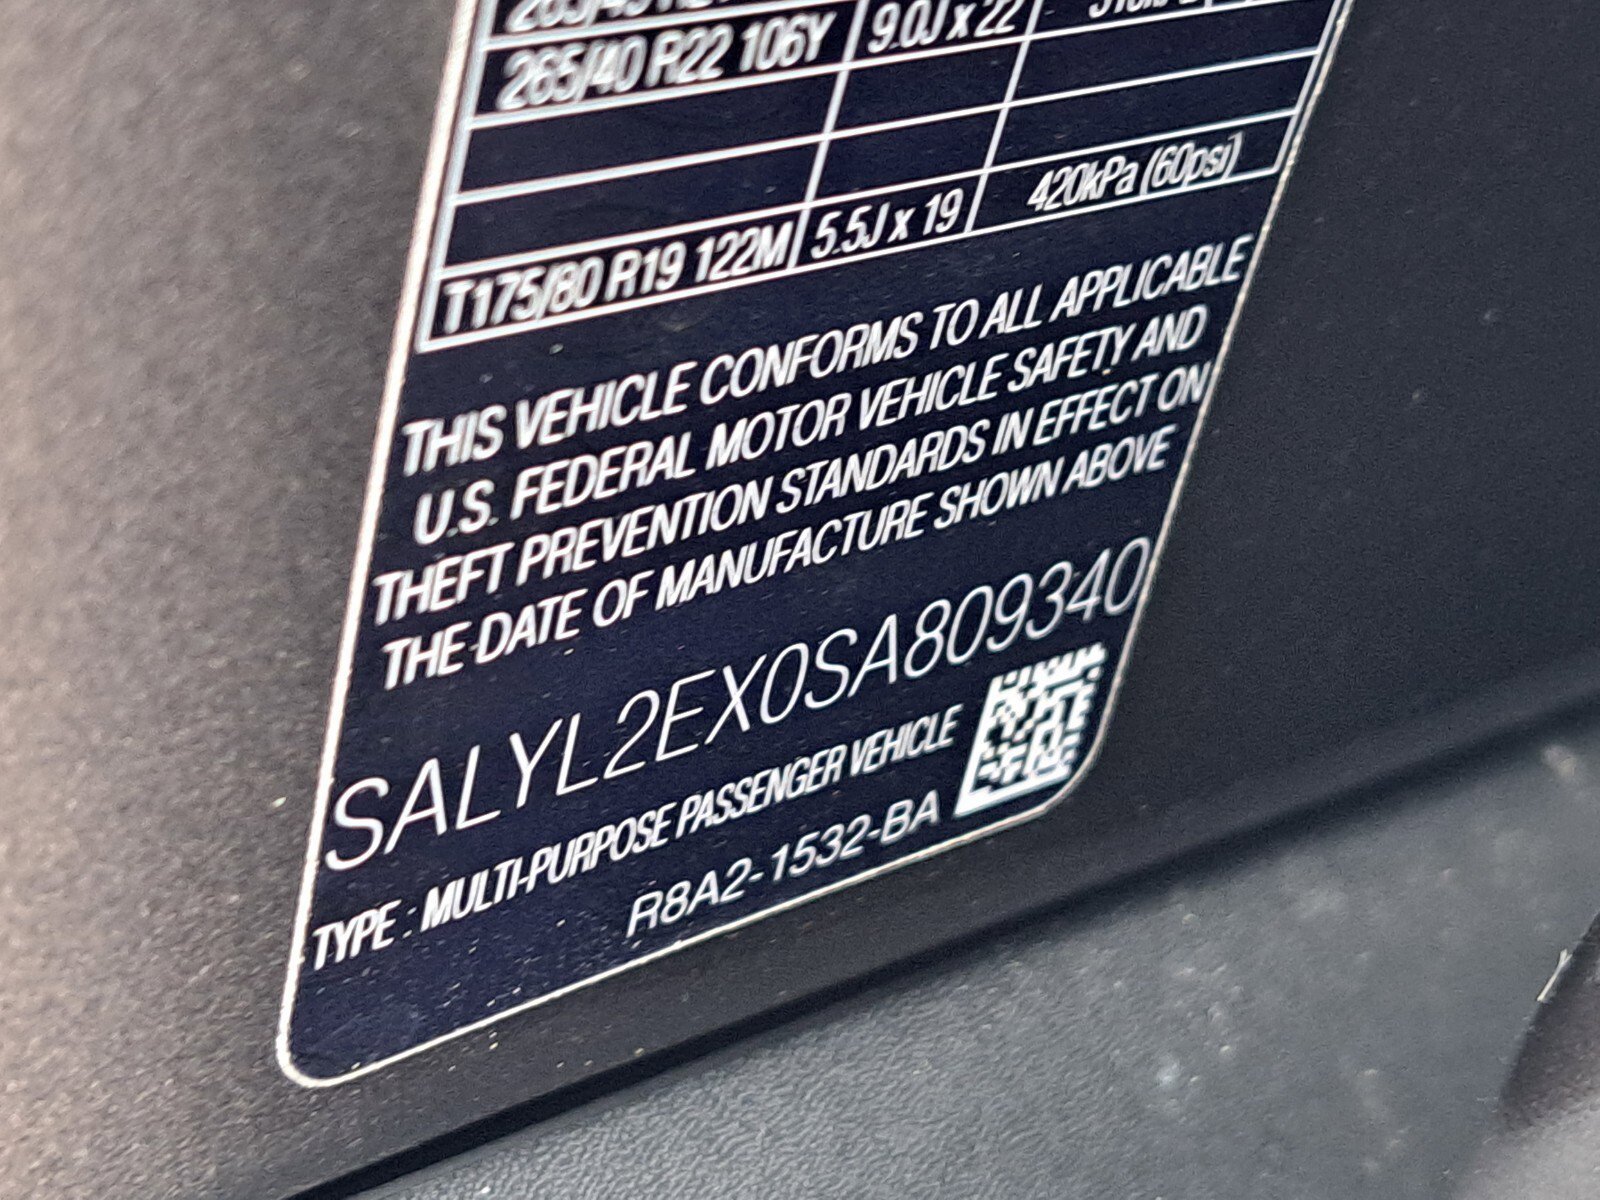 265/40 R22 106Y 9.0J x 22
T175/80 R19 122M 5.5J x 19 420kPa (60psi)
THIS VEHICLE CONFORMS TO ALL APPLICABLE
U.S. FEDERAL MOTOR VEHICLE SAFETY AND
THEFT PREVENTION STANDARDS IN EFFECT ON
THE DATE OF MANUFACTURE SHOWN ABOVE
SALYL2EX0SA809340
TYPE : MULTI-PURPOSE PASSENGER VEHICLE
R8A2-1532-BA